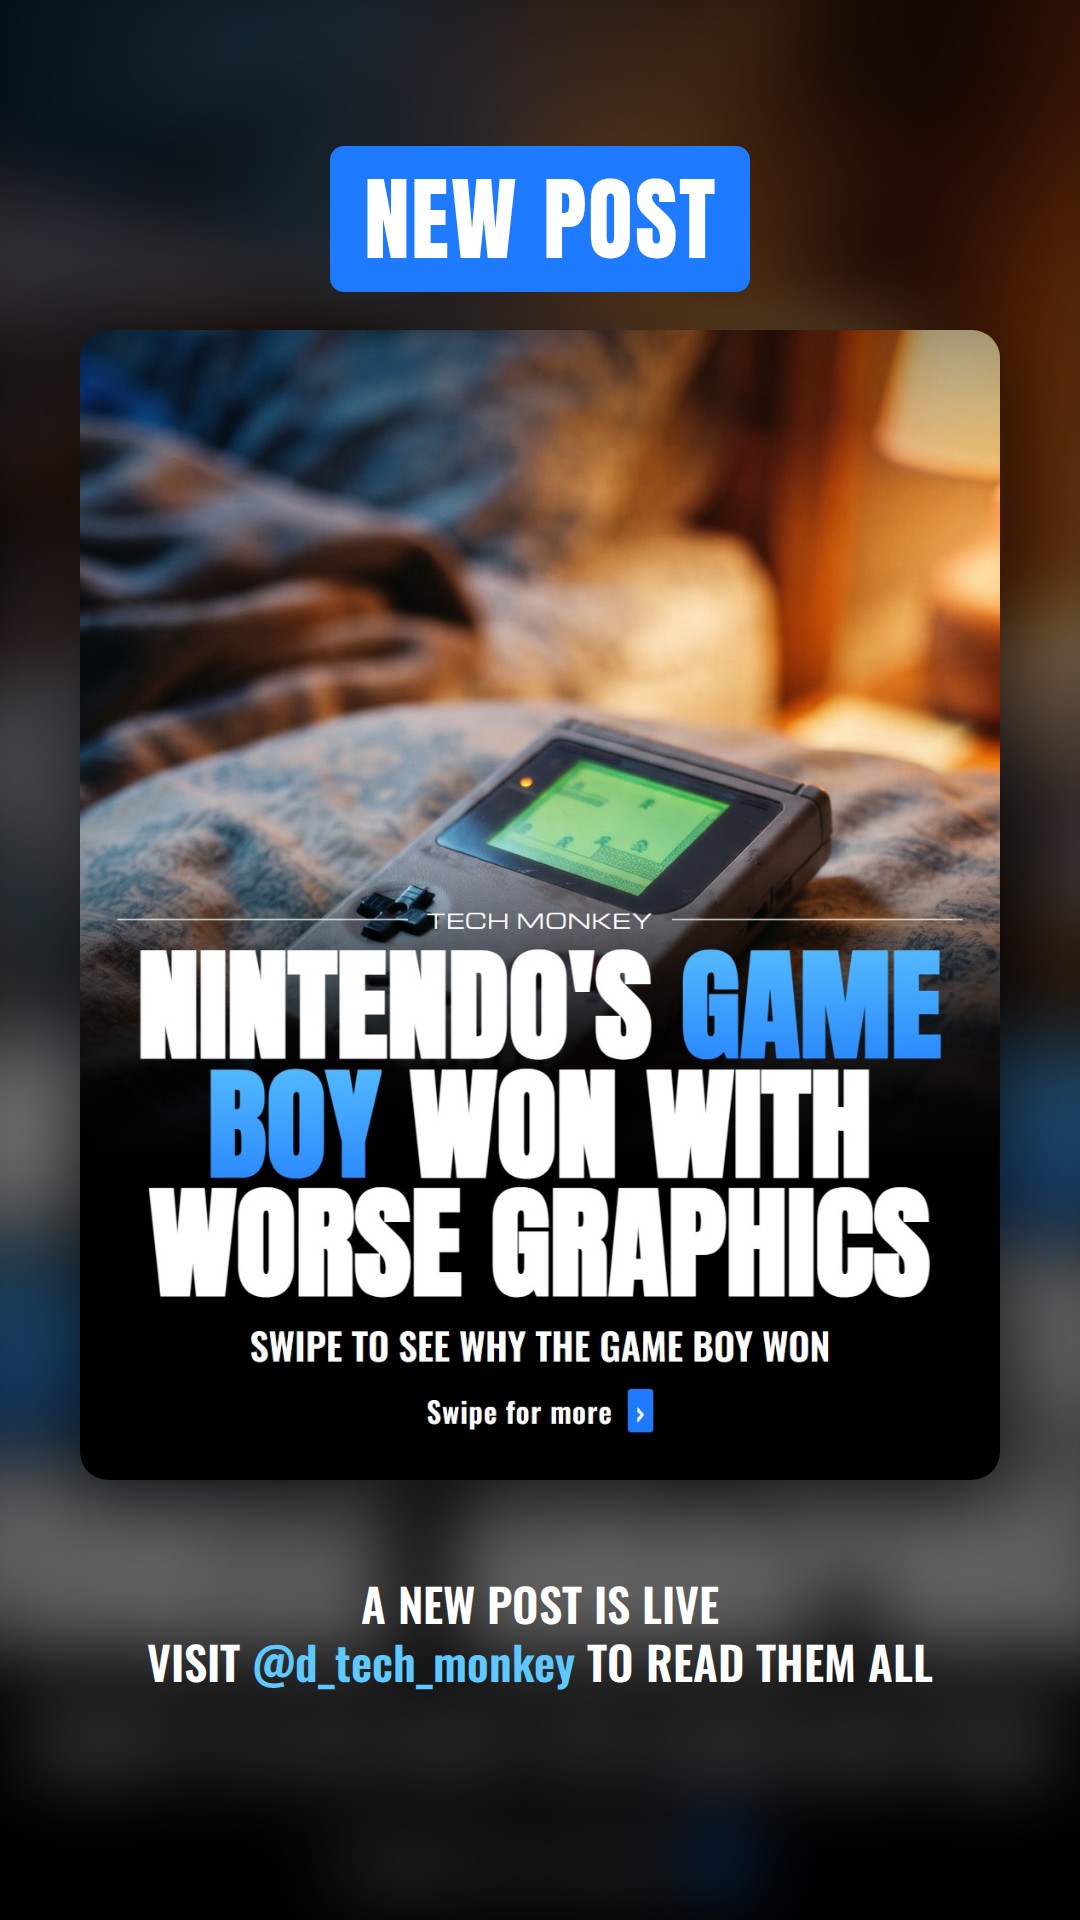 NEW POST
TECH MONKEY
NINTENDO'S GAME
BOY WON WITH
WORSE GRAPHICS
SWIPE TO SEE WHY THE GAME BOY WON
Swipe for more ›
A NEW POST IS LIVE
VISIT @d_tech_monkey TO READ THEM ALL